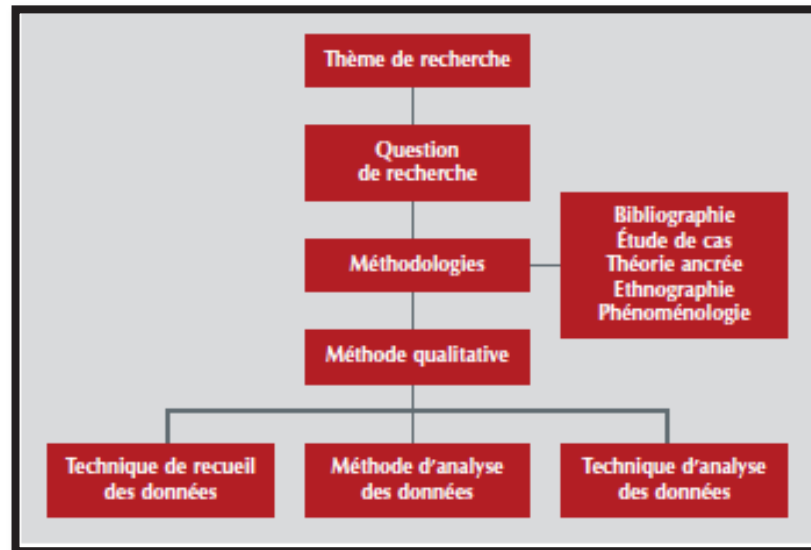 Thème de recherche
Question
de recherche
Méthodologies
Bibliographie
Étude de cas
Théorie ancrée
Ethnographie
Phénoménologie
Méthode qualitative
Technique de recueil
des données
Méthode d'analyse
des données
Technique d'analyse
des données